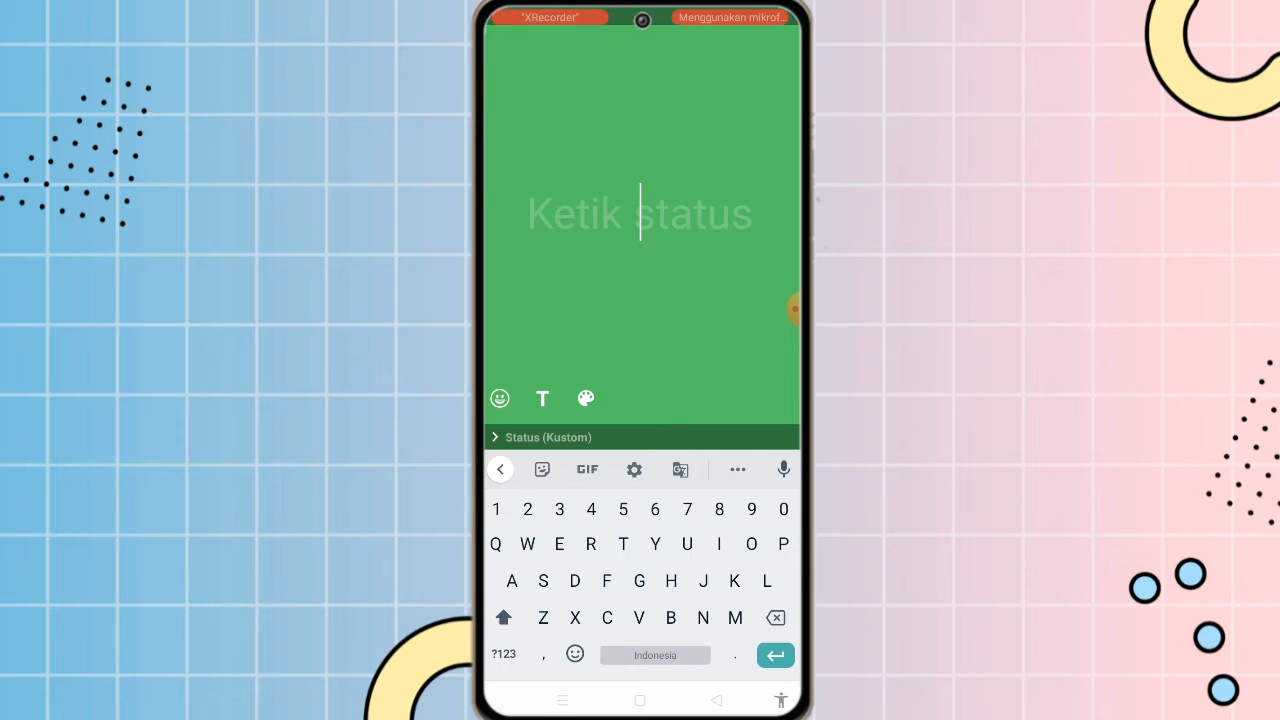 "XRecorder" Menggunakan mikrof...
Ketik status
T
Status (Kustom)
GIF
1 2 3 4 5 6 7 8 9 0
Q W E R T Y U I O P
A S D F G H J K L
Z X C V B N M
?123 , Indonesia .